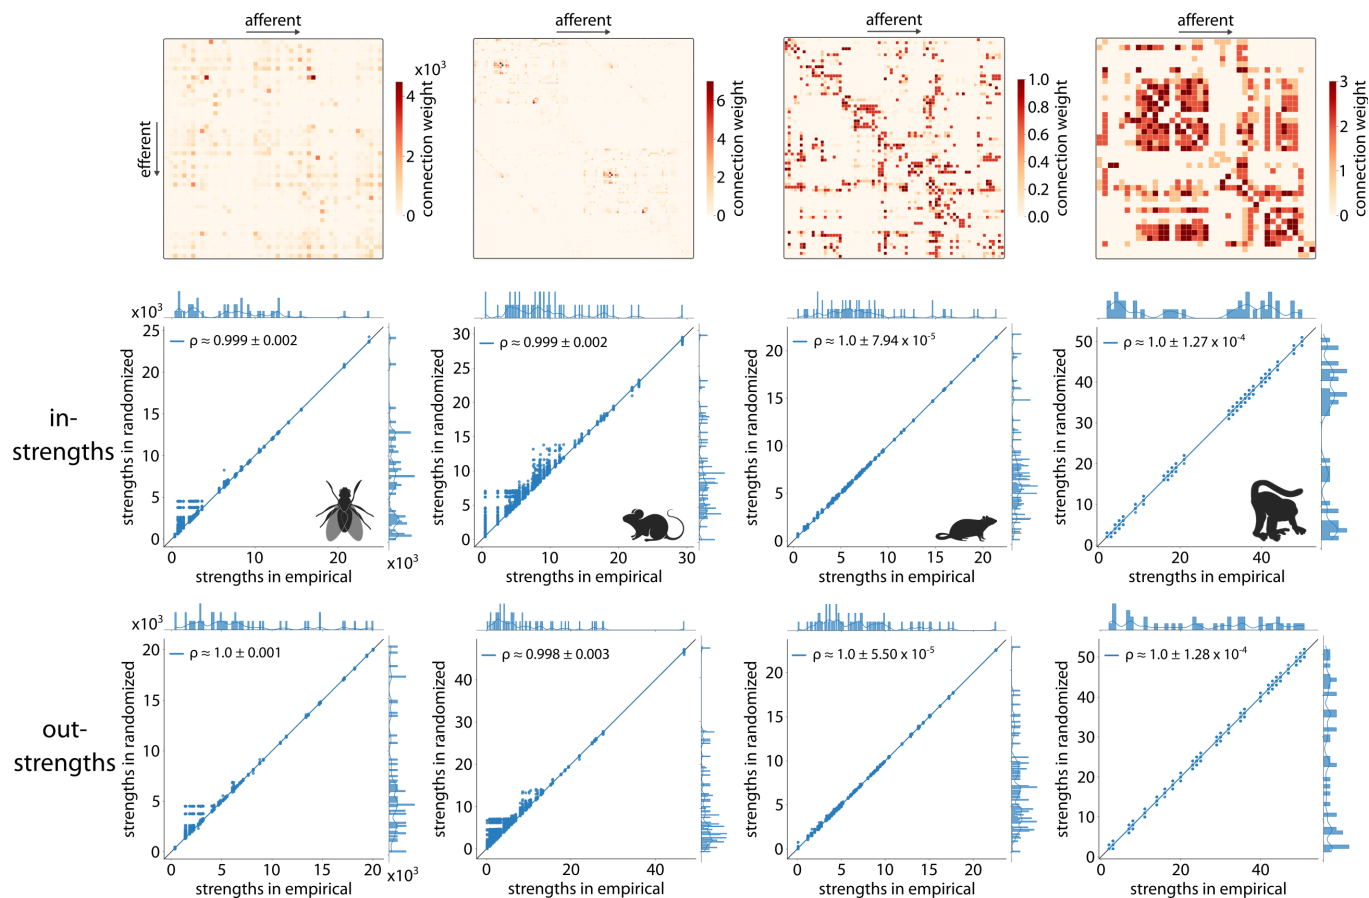 afferent
afferent
afferent
afferent
efferent
x10³
4
2
0
connection weight
6
4
2
0
connection weight
1.0
0.8
0.6
0.4
0.2
0.0
connection weight
3
2
1
0
connection weight
in-
strengths
x10³
25
20
15
10
5
0
strengths in randomized
ρ ≈ 0.999 ± 0.002
0
10
20
x10³
strengths in empirical
30
25
20
15
10
5
0
strengths in randomized
ρ ≈ 0.999 ± 0.002
0
10
20
30
strengths in empirical
20
15
10
5
0
strengths in randomized
ρ ≈ 1.0 ± 7.94 x 10⁻⁵
0
5
10
15
20
strengths in empirical
50
40
30
20
10
0
strengths in randomized
ρ ≈ 1.0 ± 1.27 x 10⁻⁴
0
20
40
strengths in empirical
out-
strengths
x10³
20
15
10
5
0
strengths in randomized
ρ ≈ 1.0 ± 0.001
0
5
10
15
20
x10³
strengths in empirical
40
30
20
10
0
strengths in randomized
ρ ≈ 0.998 ± 0.003
0
20
40
strengths in empirical
20
15
10
5
0
strengths in randomized
ρ ≈ 1.0 ± 5.50 x 10⁻⁵
0
5
10
15
20
strengths in empirical
50
40
30
20
10
0
strengths in randomized
ρ ≈ 1.0 ± 1.28 x 10⁻⁴
0
20
40
strengths in empirical